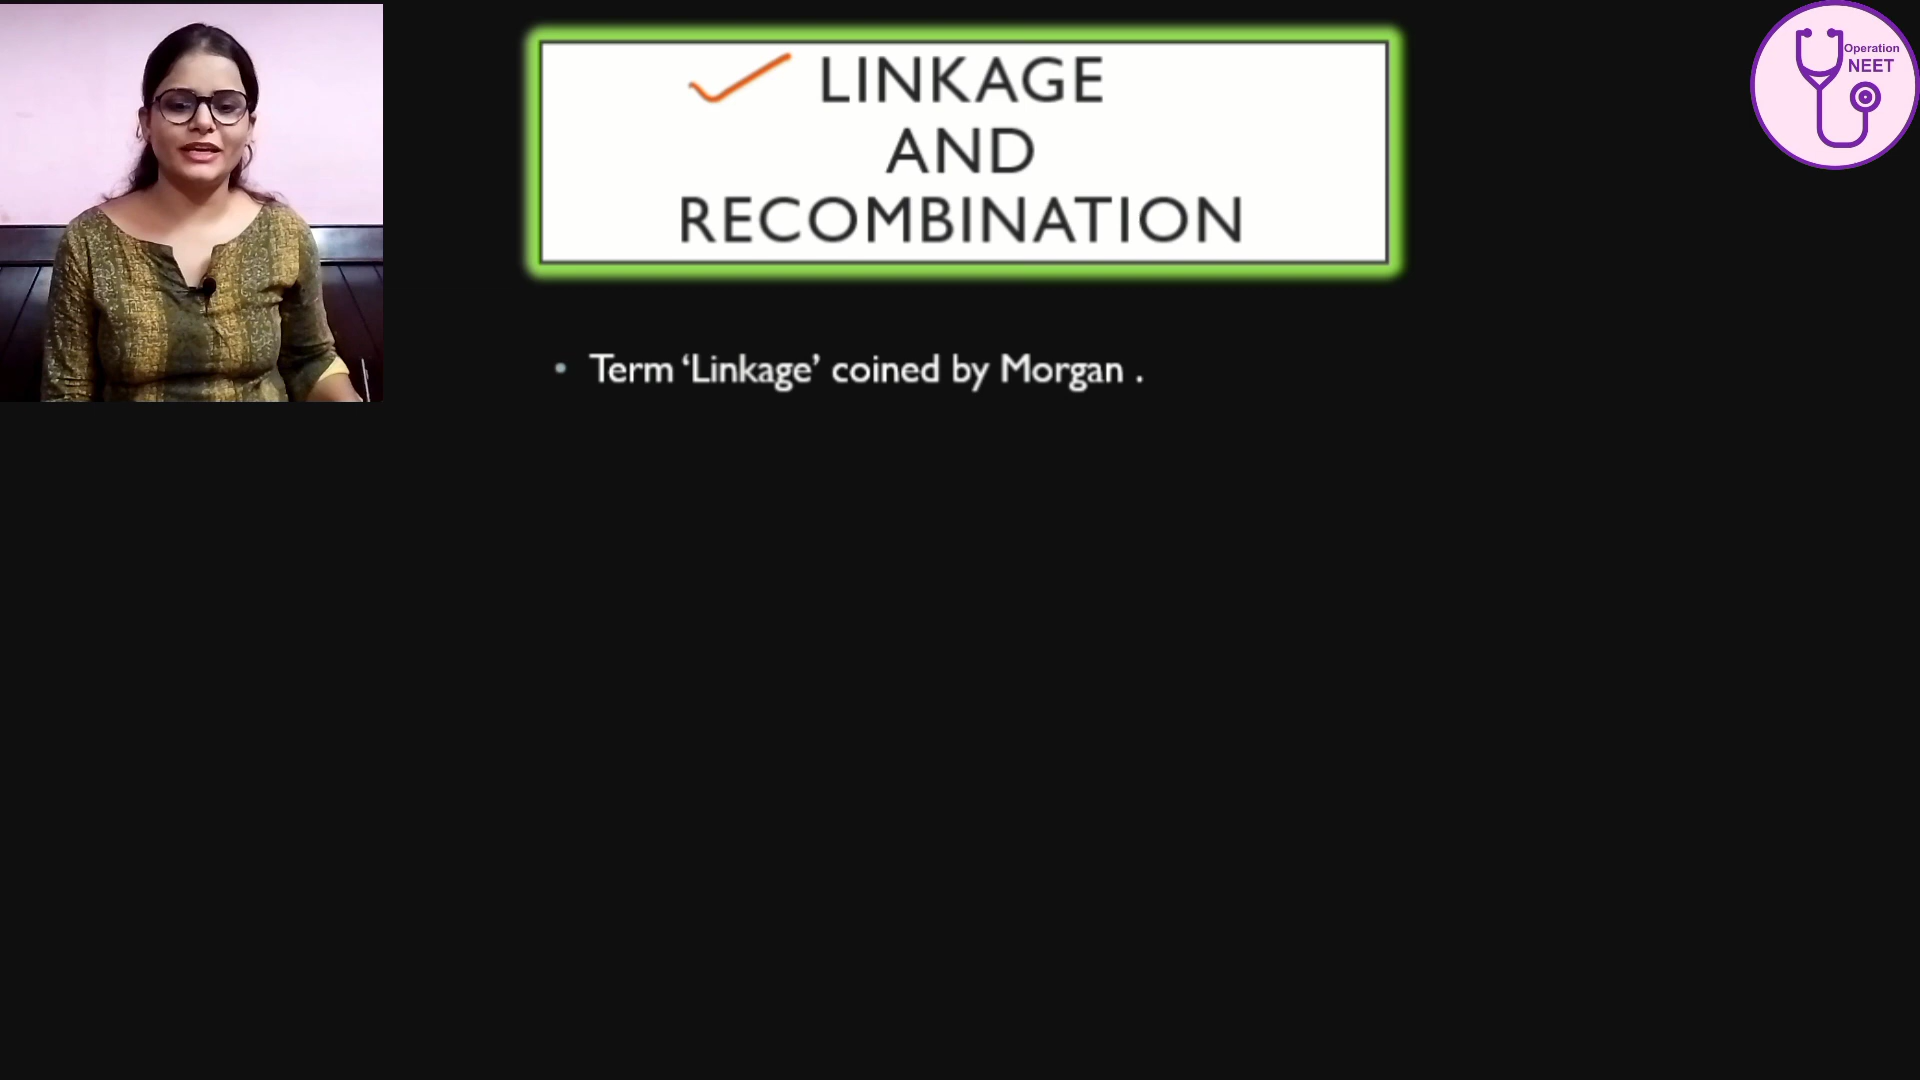 LINKAGE
AND
RECOMBINATION
Operation
NEET
• Term ‘Linkage’ coined by Morgan .